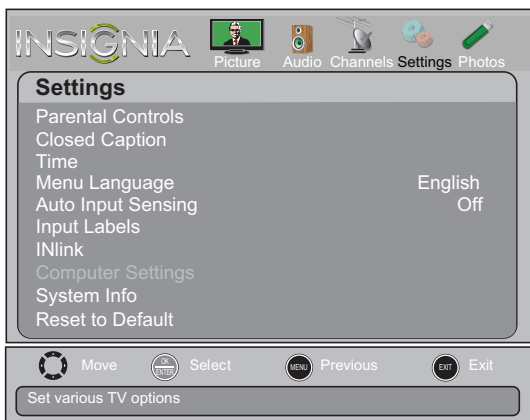 INSIGNIA
Picture Audio Channels Settings Photos
Settings
Parental Controls
Closed Caption
Time
Menu Language English
Auto Input Sensing Off
Input Labels
INlink
Computer Settings
System Info
Reset to Default
Move OK ENTER Select MENU Previous EXIT Exit
Set various TV options